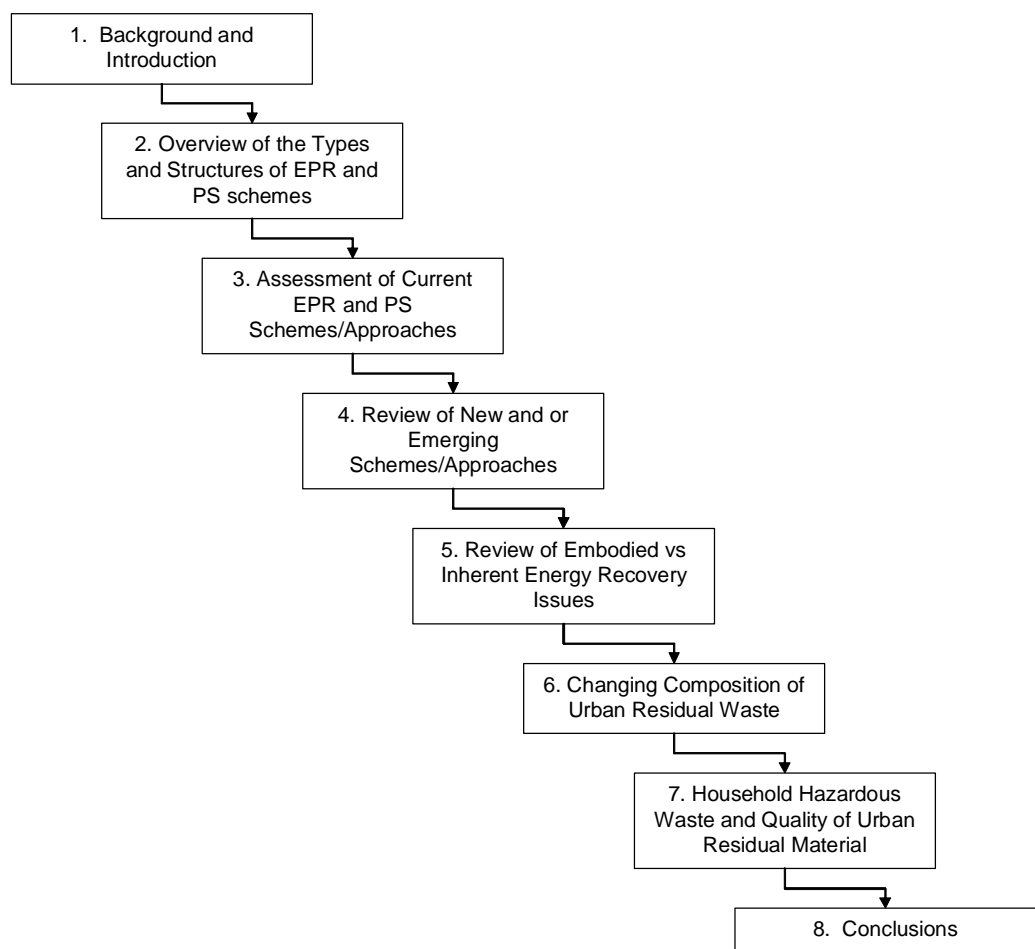 1.  Background and
Introduction
2. Overview of the Types
and Structures of EPR and
PS schemes
3. Assessment of Current
EPR and PS
Schemes/Approaches
4. Review of New and or
Emerging
Schemes/Approaches
5. Review of Embodied vs
Inherent Energy Recovery
Issues
6. Changing Composition of
Urban Residual Waste
7. Household Hazardous
Waste and Quality of Urban
Residual Material
8.  Conclusions